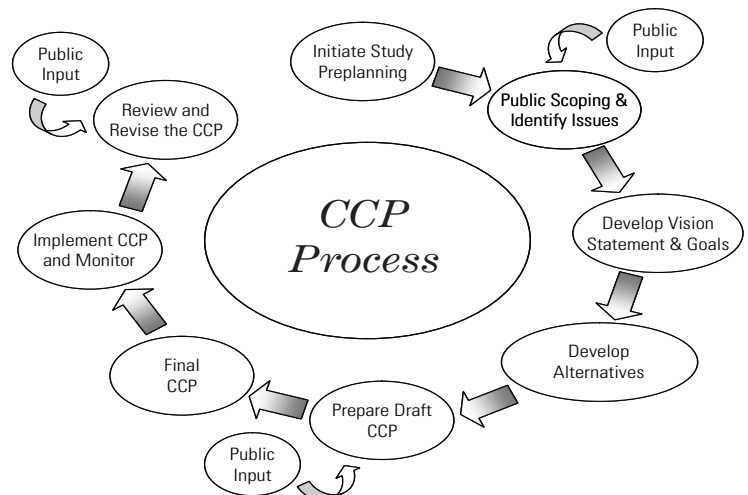 Public
Input
Initiate Study
Preplanning
Public
Input
Review and
Revise the CCP
Public Scoping &
Identify Issues
CCP
Process
Implement CCP
and Monitor
Develop Vision
Statement & Goals
Final
CCP
Develop
Alternatives
Prepare Draft
CCP
Public
Input